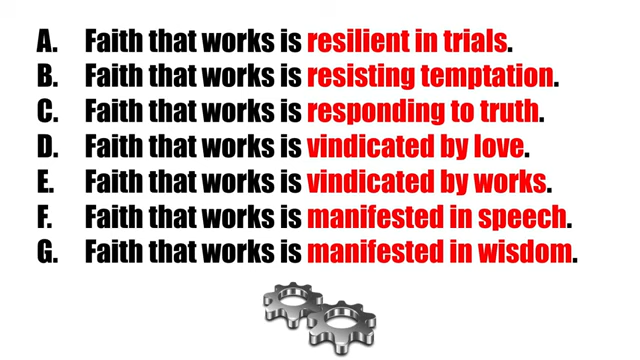 A. Faith that works is resilient in trials.
B. Faith that works is resisting temptation.
C. Faith that works is responding to truth.
D. Faith that works is vindicated by love.
E. Faith that works is vindicated by works.
F. Faith that works is manifested in speech.
G. Faith that works is manifested in wisdom.